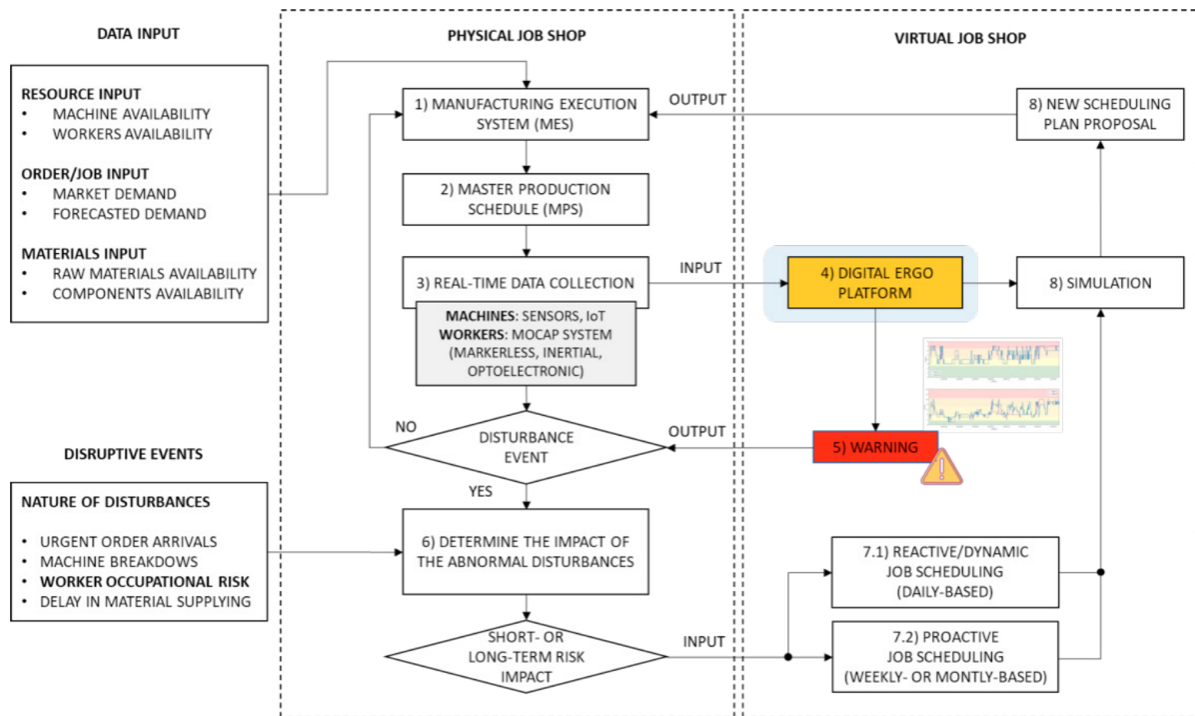 DATA INPUT
RESOURCE INPUT
• MACHINE AVAILABILITY
• WORKERS AVAILABILITY
ORDER/JOB INPUT
• MARKET DEMAND
• FORECASTED DEMAND
MATERIALS INPUT
• RAW MATERIALS AVAILABILITY
• COMPONENTS AVAILABILITY
DISRUPTIVE EVENTS
NATURE OF DISTURBANCES
• URGENT ORDER ARRIVALS
• MACHINE BREAKDOWS
• WORKER OCCUPATIONAL RISK
• DELAY IN MATERIAL SUPPLYING
PHYSICAL JOB SHOP
1) MANUFACTURING EXECUTION
SYSTEM (MES)
2) MASTER PRODUCTION
SCHEDULE (MPS)
3) REAL-TIME DATA COLLECTION
MACHINES: SENSORS, IoT
WORKERS: MOCAP SYSTEM
(MARKERLESS, INERTIAL,
OPTOELECTRONIC)
NO
DISTURBANCE
EVENT
YES
6) DETERMINE THE IMPACT OF
THE ABNORMAL DISTURBANCES
SHORT- OR
LONG-TERM RISK
IMPACT
OUTPUT
INPUT
OUTPUT
INPUT
VIRTUAL JOB SHOP
8) NEW SCHEDULING
PLAN PROPOSAL
4) DIGITAL ERGO
PLATFORM
8) SIMULATION
5) WARNING
7.1) REACTIVE/DYNAMIC
JOB SCHEDULING
(DAILY-BASED)
7.2) PROACTIVE
JOB SCHEDULING
(WEEKLY- OR MONTLY-BASED)